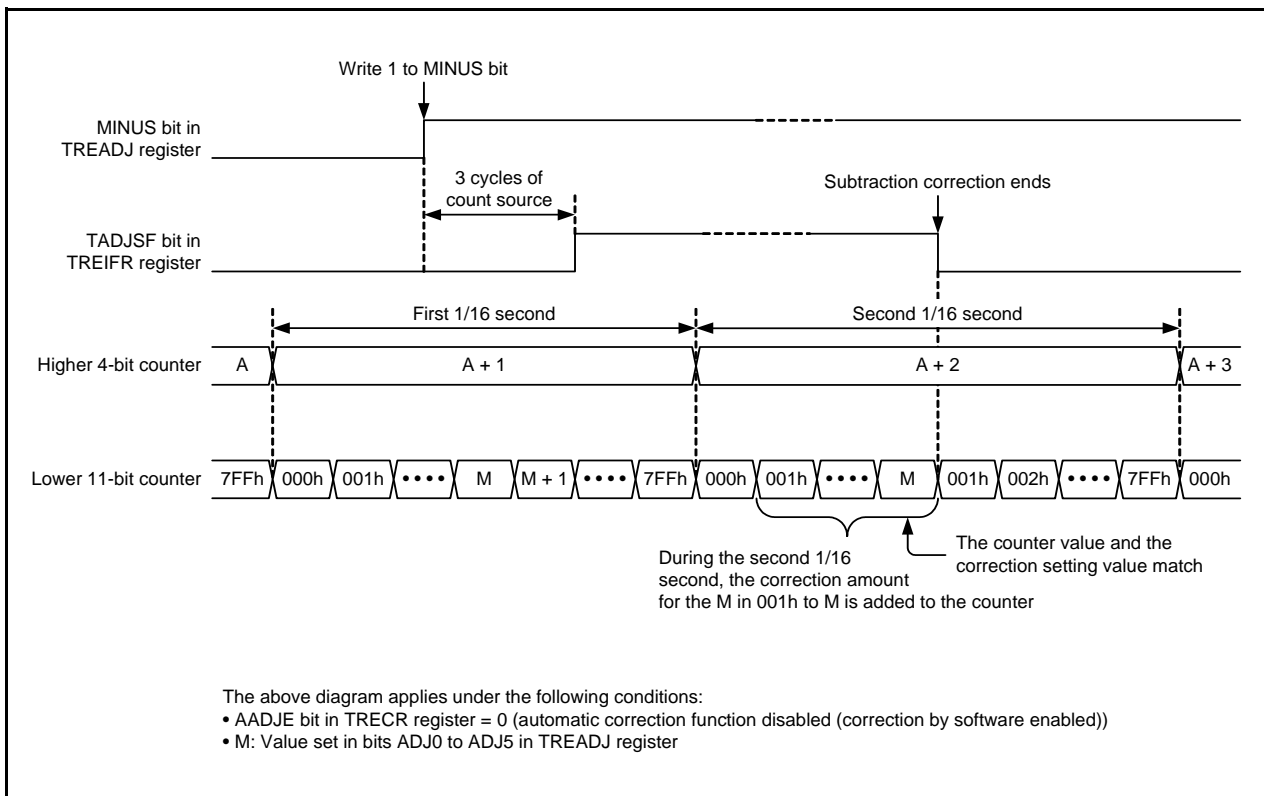 Write 1 to MINUS bit
MINUS bit in
TREADJ register
3 cycles of
count source
Subtraction correction ends
TADJSF bit in
TREIFR register
First 1/16 second
Second 1/16 second
Higher 4-bit counter
A
A + 1
A + 2
A + 3
Lower 11-bit counter
7FFh 000h 001h •••• M M + 1 •••• 7FFh 000h 001h •••• M 001h 002h •••• 7FFh 000h
During the second 1/16
second, the correction amount
for the M in 001h to M is added to the counter
The counter value and the
correction setting value match
The above diagram applies under the following conditions:
• AADJE bit in TRECR register = 0 (automatic correction function disabled (correction by software enabled))
• M: Value set in bits ADJ0 to ADJ5 in TREADJ register